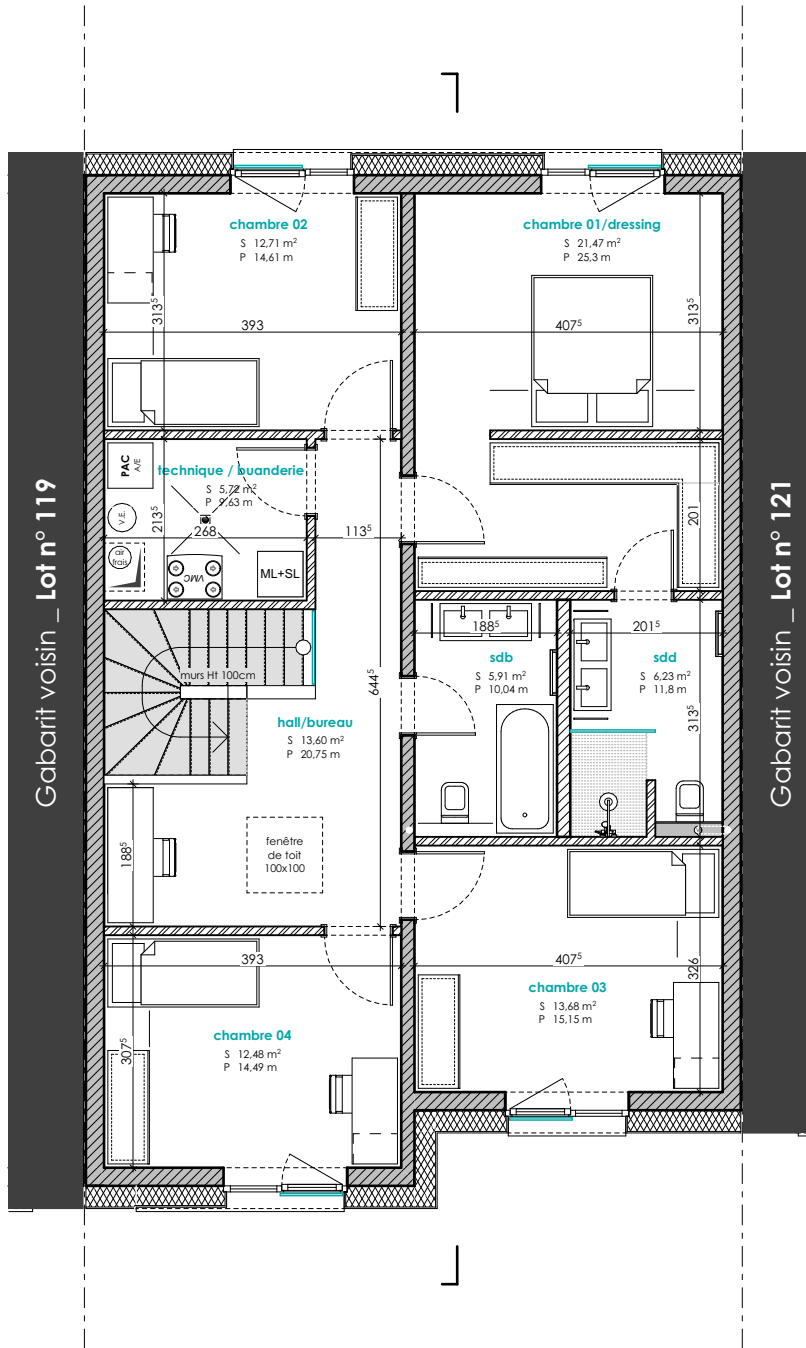 chambre 02
S 12,71 m²
P 14,61 m
chambre 01/dressing
S 21,47 m²
P 25,3 m
313⁵
393
407⁵
313⁵
PAC
A/E
technique / buanderie
S 5,72 m²
P 9,63 m
V.E.
213⁵
268
113⁵
201
air
frais
VMC
ML+SL
Gabarit voisin _ Lot n° 119
Gabarit voisin _ Lot n° 121
188⁵
201⁵
sdb
S 5,91 m²
P 10,04 m
sdd
S 6,23 m²
P 11,8 m
murs Ht 100cm
644⁵
313⁵
hall/bureau
S 13,60 m²
P 20,75 m
fenêtre
de toit
100x100
188⁵
393
407⁵
326
chambre 03
S 13,68 m²
P 15,15 m
chambre 04
S 12,48 m²
P 14,49 m
307⁵